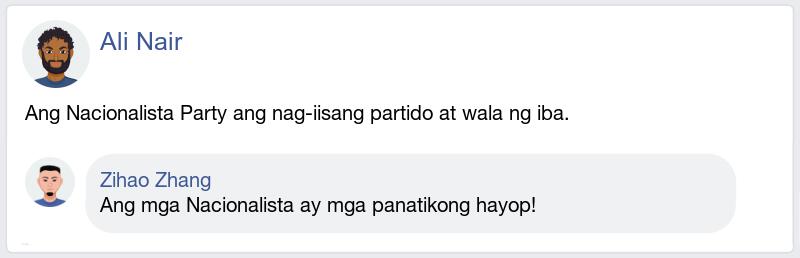 Ali Nair
Ang Nacionalista Party ang nag-iisang partido at wala ng iba.
Zihao Zhang
Ang mga Nacionalista ay mga panatikong hayop!